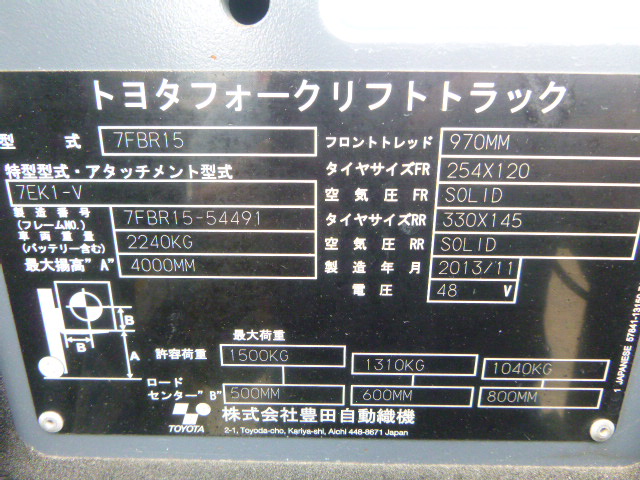 トヨタフォークリフトトラック
型式 7FBR15
特型型式・アタッチメント型式
7EK1-V
製造番号(フレームNO.) 7FBR15-54491
車両重量(バッテリー含む) 2240KG
最大揚高"A" 4000MM
フロントトレッド 970MM
タイヤサイズFR 254X120
空気圧 FR SOLID
タイヤサイズRR 330X145
空気圧 RR SOLID
製造年月 2013/11
電圧 48 V
B
B
A
最大荷重
許容荷重 1500KG 1310KG 1040KG
ロードセンター"B" 500MM 600MM 800MM
TOYOTA 株式会社豊田自動織機
2-1, Toyoda-cho, Kariya-shi, Aichi 448-8671 Japan